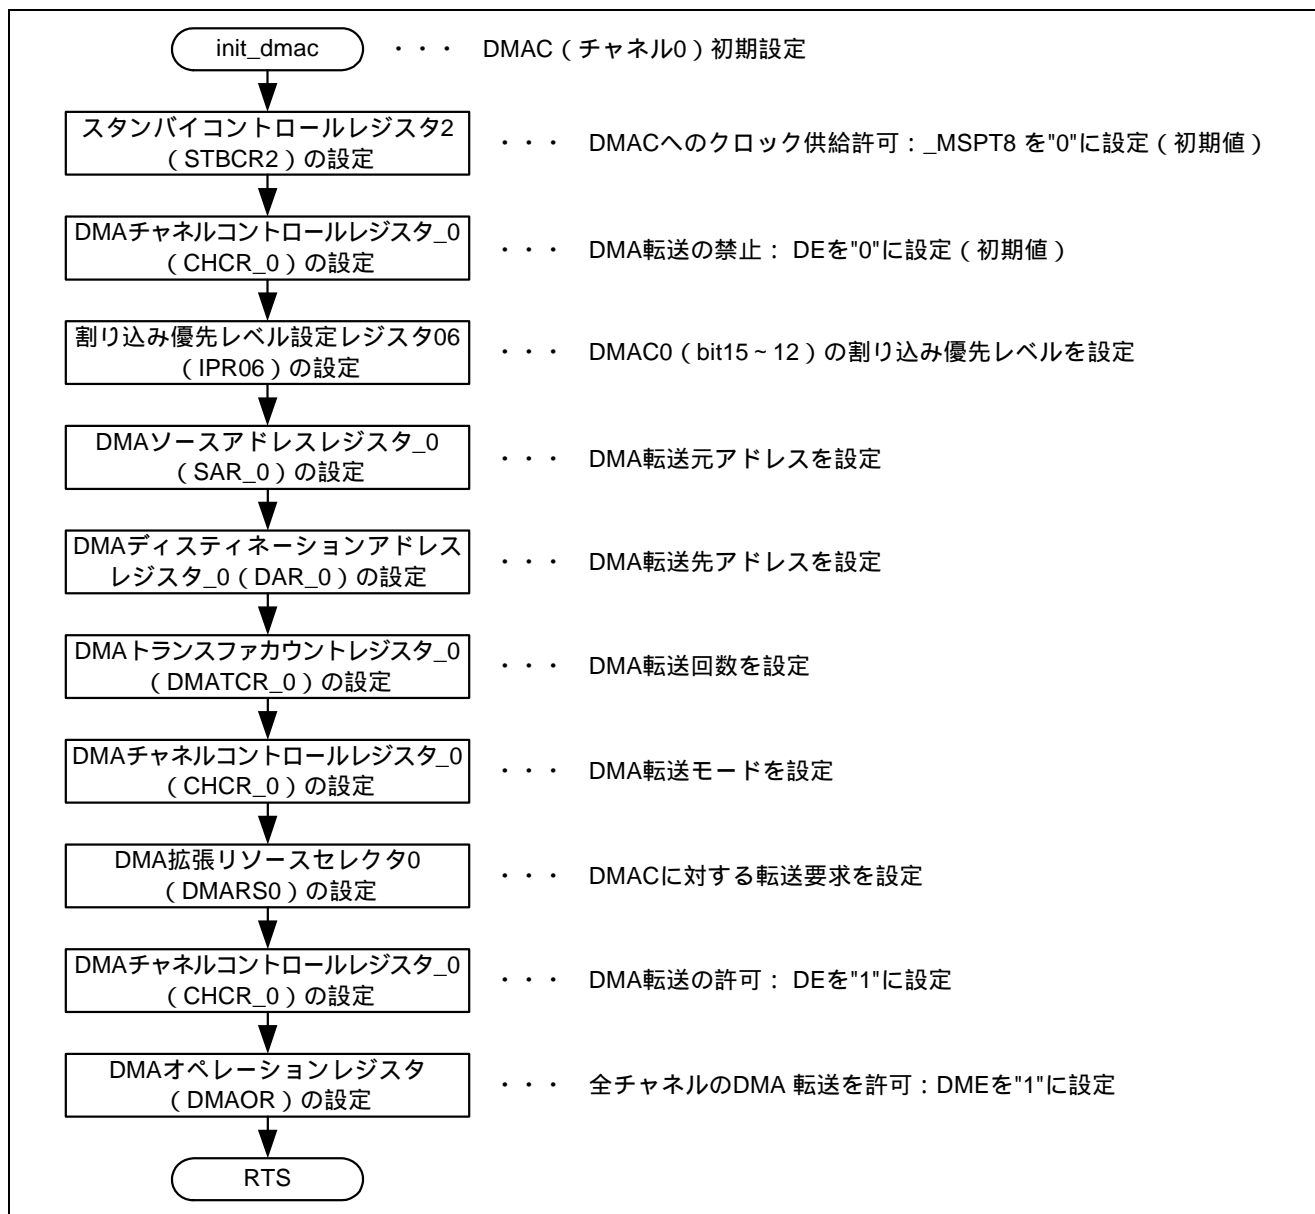 init_dmac ・・・ DMAC(チャネル0)初期設定
スタンバイコントロールレジスタ2
(STBCR2)の設定
・・・ DMACへのクロック供給許可:_MSPT8 を"0"に設定(初期値)
DMAチャネルコントロールレジスタ_0
(CHCR_0)の設定
・・・ DMA転送の禁止: DEを"0"に設定(初期値)
割り込み優先レベル設定レジスタ06
(IPR06)の設定
・・・ DMAC0(bit15~12)の割り込み優先レベルを設定
DMAソースアドレスレジスタ_0
(SAR_0)の設定
・・・ DMA転送元アドレスを設定
DMAディスティネーションアドレス
レジスタ_0(DAR_0)の設定
・・・ DMA転送先アドレスを設定
DMAトランスファカウントレジスタ_0
(DMATCR_0)の設定
・・・ DMA転送回数を設定
DMAチャネルコントロールレジスタ_0
(CHCR_0)の設定
・・・ DMA転送モードを設定
DMA拡張リソースセレクタ0
(DMARS0)の設定
・・・ DMACに対する転送要求を設定
DMAチャネルコントロールレジスタ_0
(CHCR_0)の設定
・・・ DMA転送の許可: DEを"1"に設定
DMAオペレーションレジスタ
(DMAOR)の設定
・・・ 全チャネルのDMA 転送を許可:DMEを"1"に設定
RTS